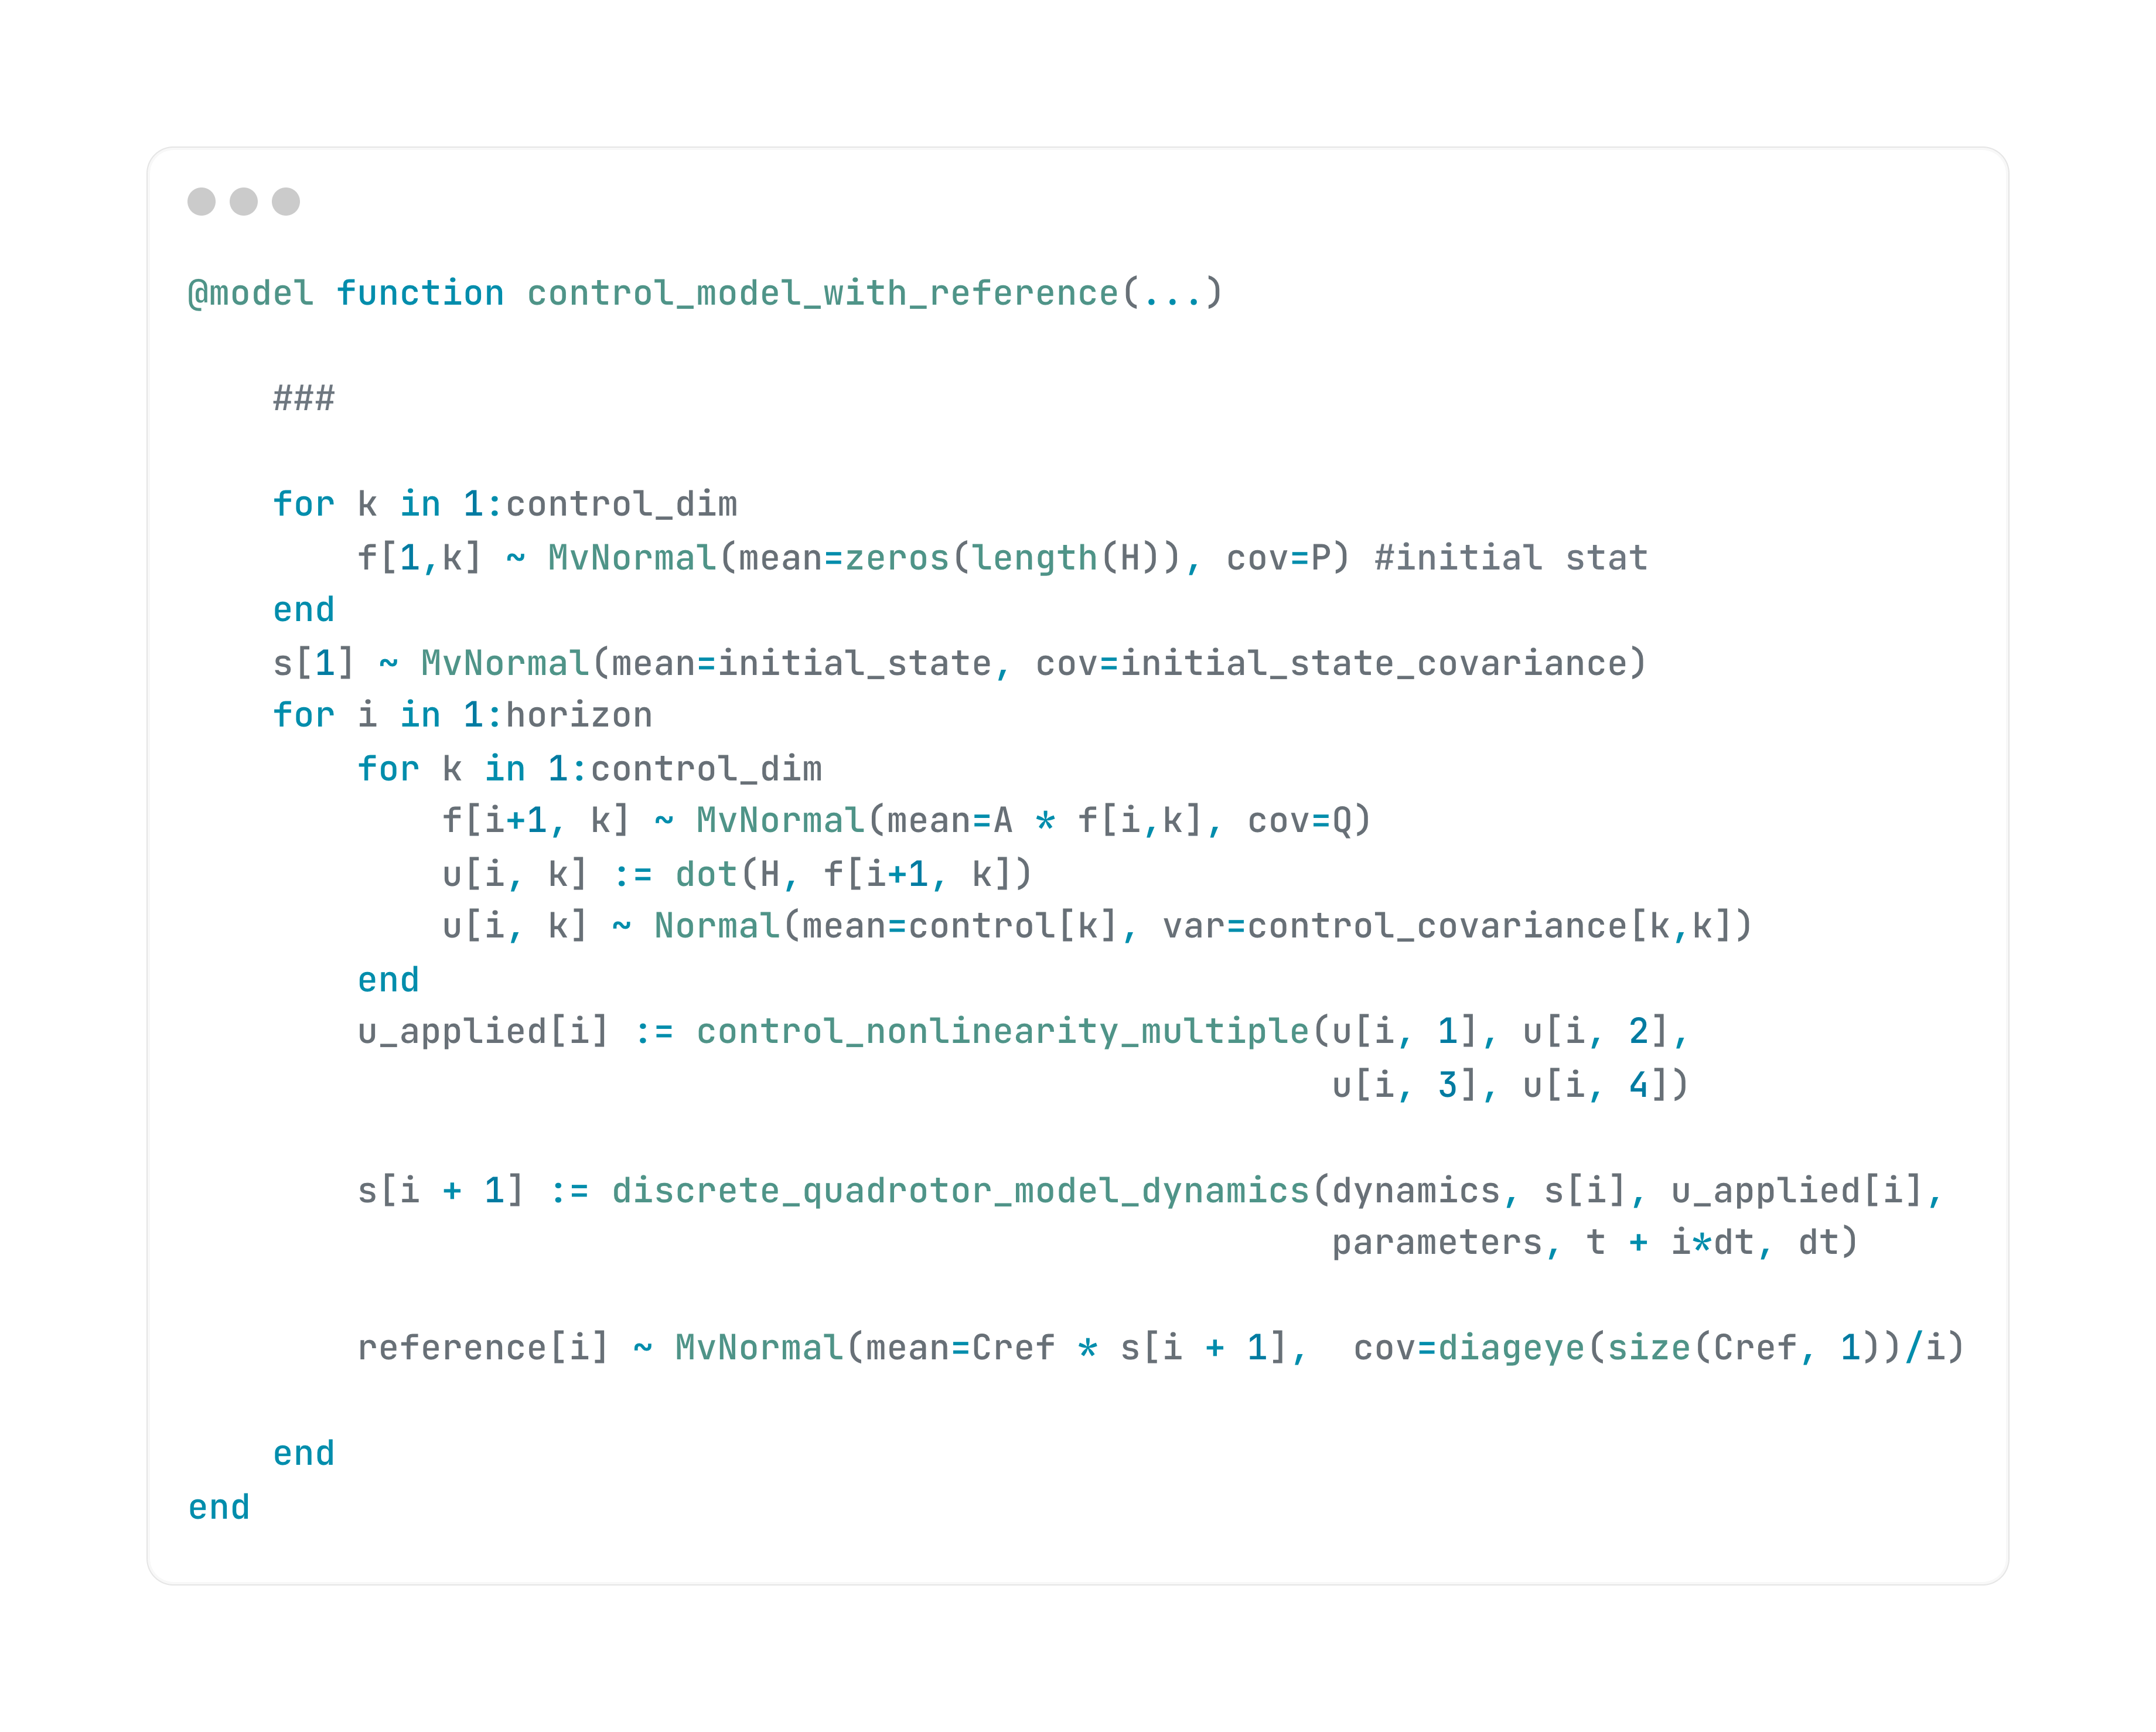 @model function control_model_with_reference(...)
###
for k in 1:control_dim
f[1,k] ~ MvNormal(mean=zeros(length(H)), cov=P) #initial stat
end
s[1] ~ MvNormal(mean=initial_state, cov=initial_state_covariance)
for i in 1:horizon
for k in 1:control_dim
f[i+1, k] ~ MvNormal(mean=A * f[i,k], cov=Q)
u[i, k] := dot(H, f[i+1, k])
u[i, k] ~ Normal(mean=control[k], var=control_covariance[k,k])
end
u_applied[i] := control_nonlinearity_multiple(u[i, 1], u[i, 2],
u[i, 3], u[i, 4])
s[i + 1] := discrete_quadrotor_model_dynamics(dynamics, s[i], u_applied[i],
parameters, t + i*dt, dt)
reference[i] ~ MvNormal(mean=Cref * s[i + 1],  cov=diageye(size(Cref, 1))/i)
end
end